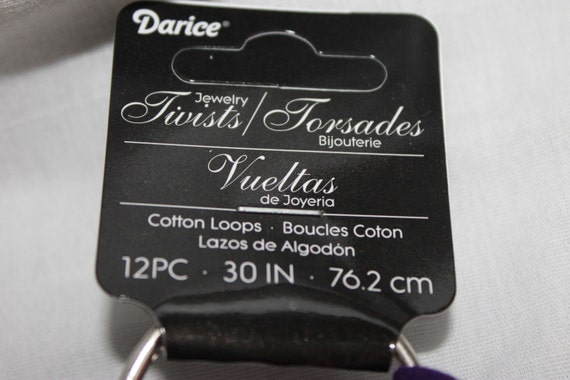 Darice®
Jewelry
Twists / Torsades
Bijouterie
Vueltas
de Joyeria
Cotton Loops · Boucles Coton
Lazos de Algodón
12PC · 30 IN · 76.2 cm